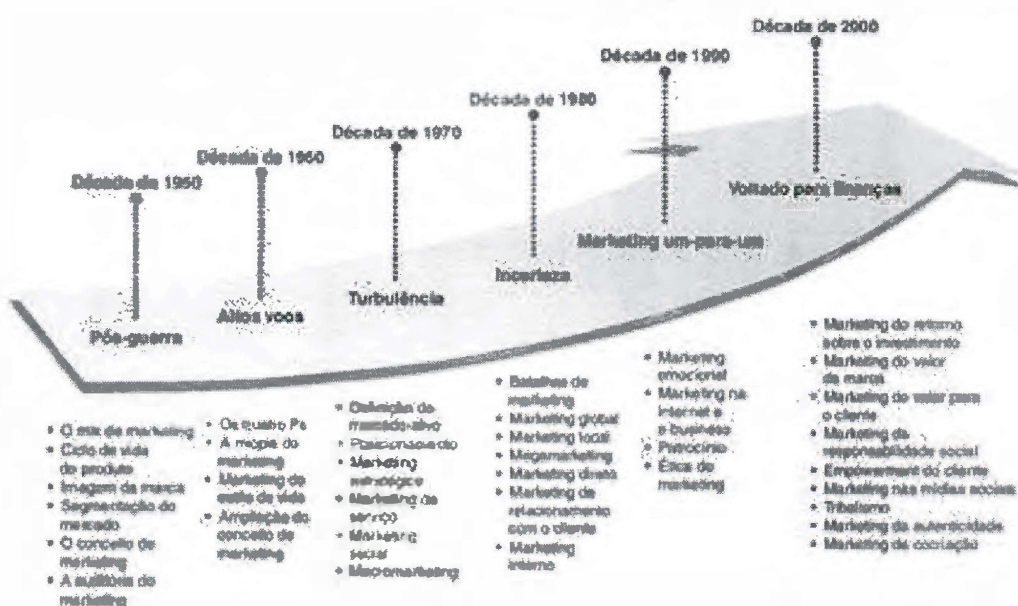 Década de 1950
Década de 1960
Década de 1970
Década de 1980
Década de 1990
Década de 2000
Pós-guerra
Altos voos
Turbulência
Incerteza
Marketing um-para-um
Voltado para finanças
• O mix de marketing
• Ciclo de vida
do produto
• Imagem da marca
• Segmentação do
mercado
• O conceito de
marketing
• A auditoria de
marketing
• Os quatro Ps
• A miopia do
marketing
• Marketing do
estilo de vida
• Ampliação do
conceito de
marketing
• Definição do
mercado-alvo
• Posicionamento
• Marketing
estratégico
• Marketing de
serviço
• Marketing
social
• Macromarketing
• Batalhas de
marketing
• Marketing global
• Marketing local
• Megamarketing
• Marketing direto
• Marketing de
relacionamento
com o cliente
• Marketing
interno
• Marketing
emocional
• Marketing na
internet e
e-business
• Patrocínio
• Ética de
marketing
• Marketing do retorno
sobre o investimento
• Marketing do valor
da marca
• Marketing do valor para
o cliente
• Marketing da
responsabilidade social
• Empowerment do cliente
• Marketing nas mídias sociais
• Tribalismo
• Marketing da autenticidade
• Marketing da cocriação